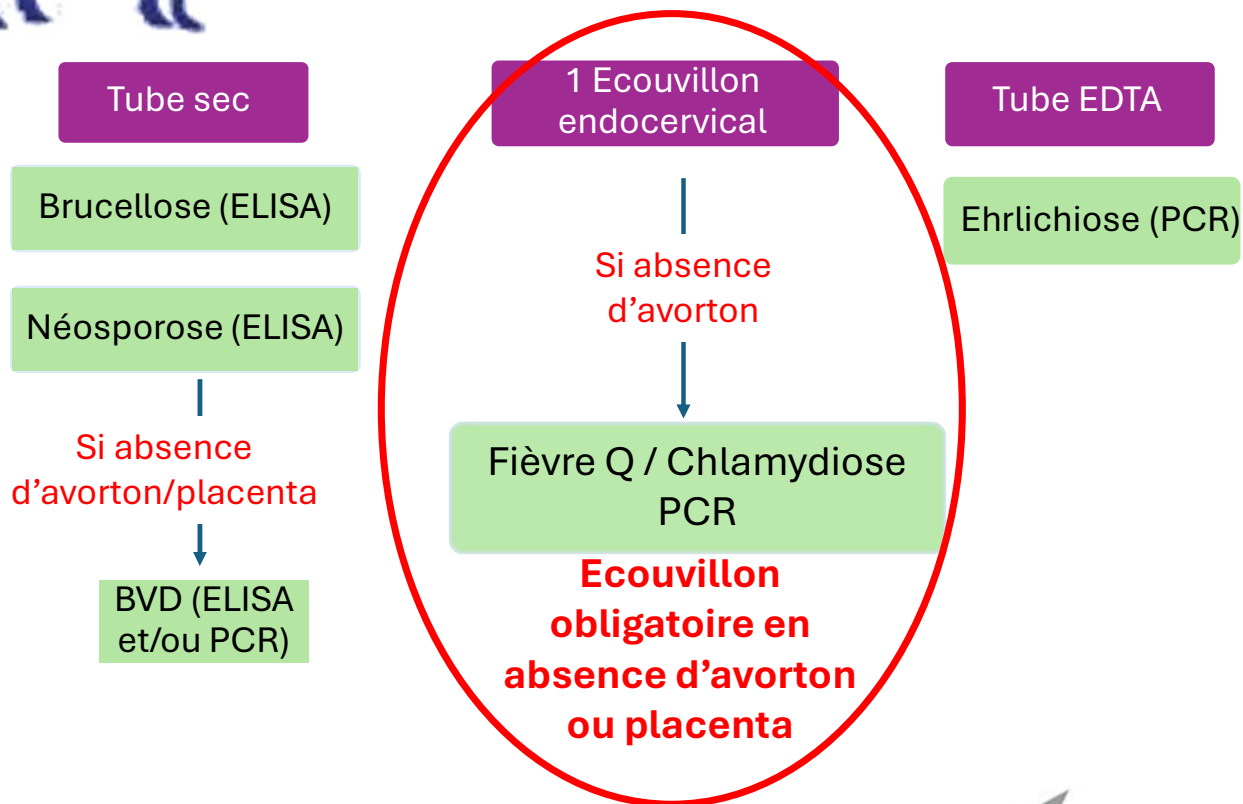 Tube sec
Brucellose (ELISA)
Néosporose (ELISA)
Si absence
d’avorton/placenta
BVD (ELISA
et/ou PCR)
1 Ecouvillon
endocervical
Si absence
d’avorton
Fièvre Q / Chlamydiose
PCR
Ecouvillon
obligatoire en
absence d’avorton
ou placenta
Tube EDTA
Ehrlichiose (PCR)